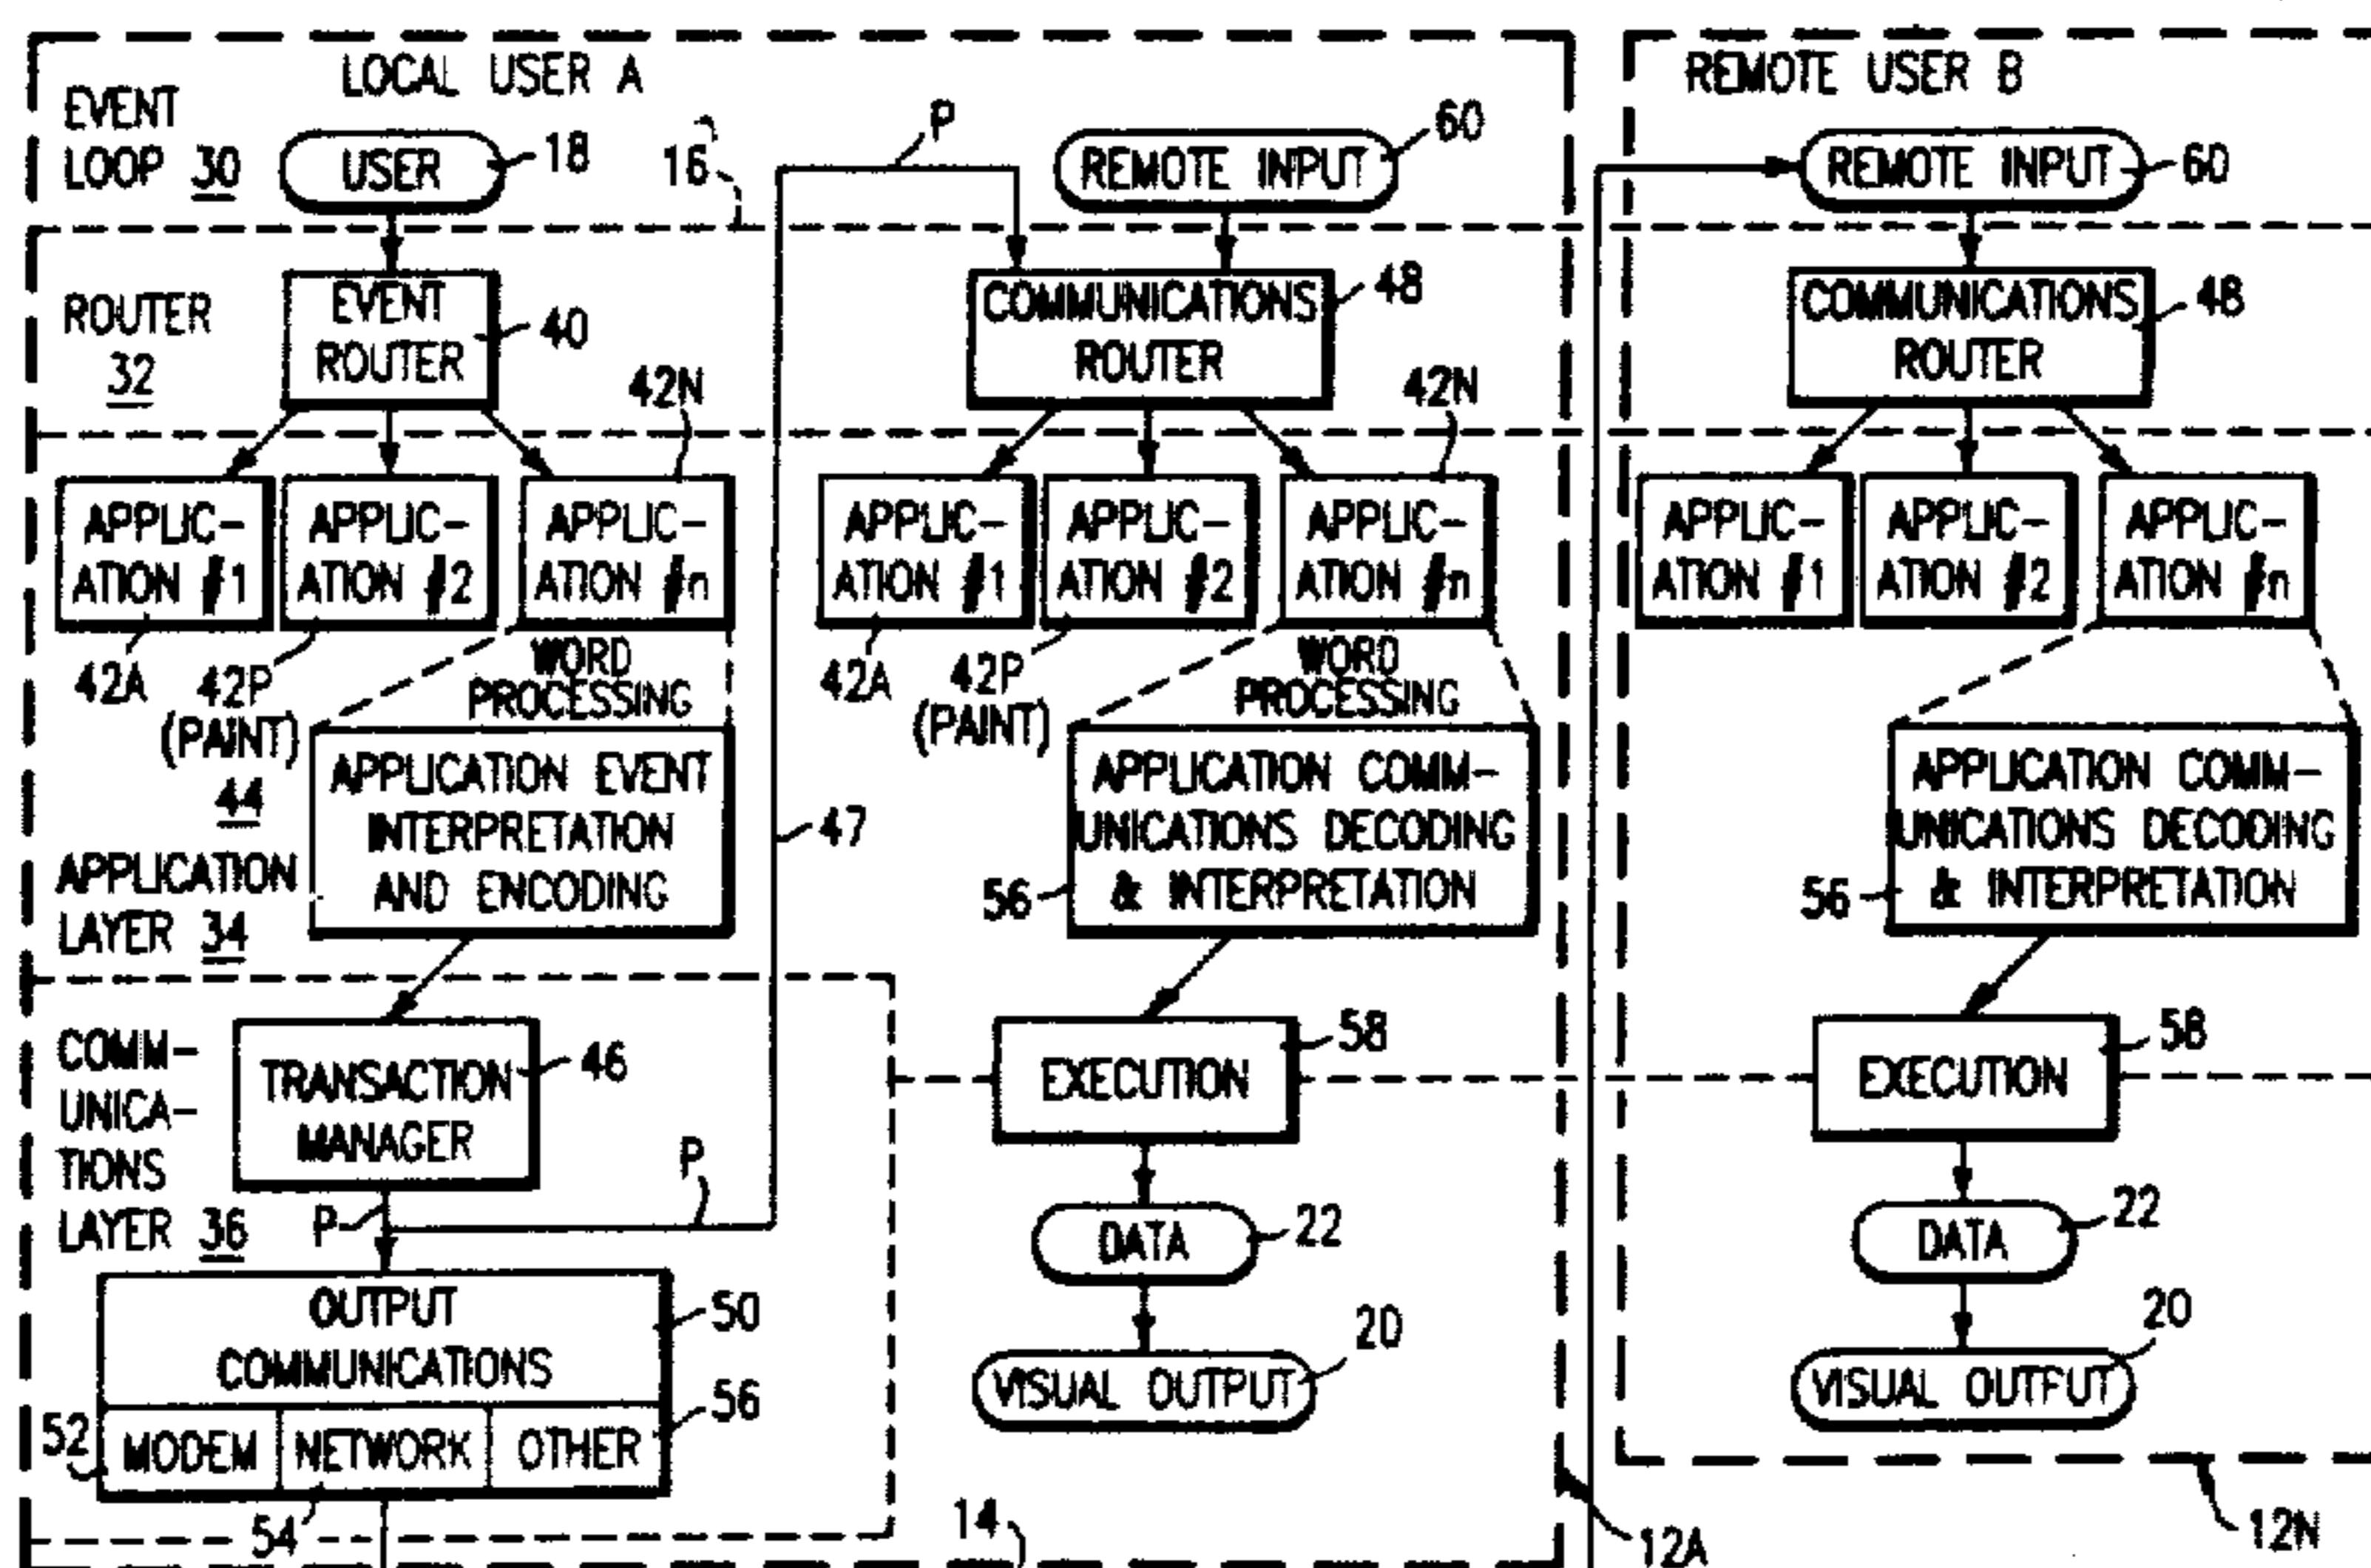 LOCAL USER A
REMOTE USER B
EVENT
LOOP 30
USER
18
16
P
REMOTE INPUT
60
REMOTE INPUT
60
ROUTER
32
EVENT
ROUTER
40
COMMUNICATIONS
ROUTER
48
COMMUNICATIONS
ROUTER
48
42N
42N
APPLIC-
ATION #1
APPLIC-
ATION #2
APPLIC-
ATION #n
APPLIC-
ATION #1
APPLIC-
ATION #2
APPLIC-
ATION #n
APPLIC-
ATION #1
APPLIC-
ATION #2
APPLIC-
ATION #n
42A
42P
(PAINT)
WORD
PROCESSING
42A
42P
(PAINT)
WORD
PROCESSING
44
APPLICATION
LAYER 34
APPLICATION EVENT
INTERPRETATION
AND ENCODING
47
APPLICATION COMM-
UNICATIONS DECODING
& INTERPRETATION
56
APPLICATION COMM-
UNICATIONS DECODING
& INTERPRETATION
56
COMM-
UNICA-
TIONS
LAYER 36
TRANSACTION
MANAGER
46
P
P
EXECUTION
58
EXECUTION
58
DATA
22
DATA
22
OUTPUT
COMMUNICATIONS
50
VISUAL OUTPUT
20
VISUAL OUTFUT
20
52
MODEM
NETWORK
OTHER
56
54
14
12A
12N